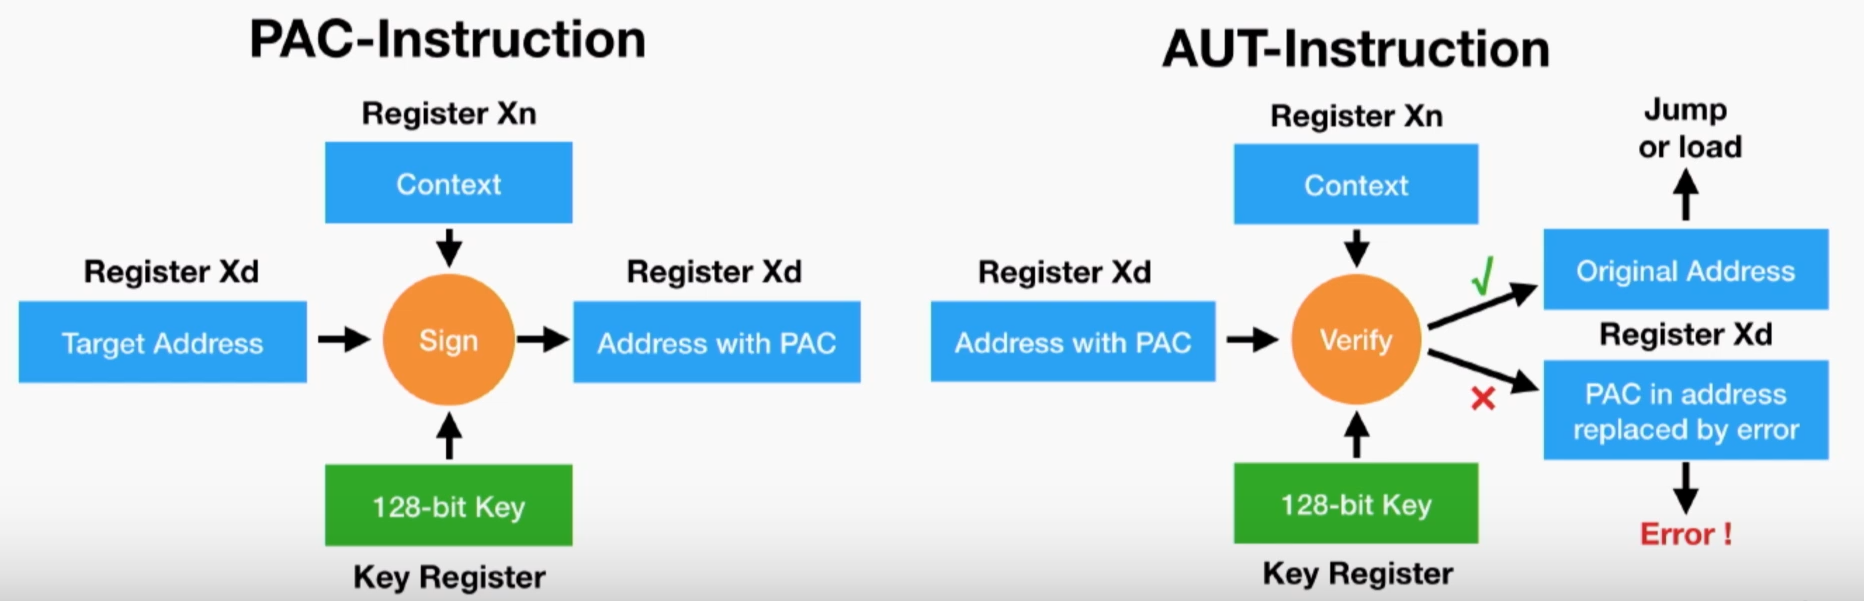 PAC-Instruction
Register Xn
Context
Register Xd
Target Address
Sign
Register Xd
Address with PAC
128-bit Key
Key Register
AUT-Instruction
Register Xn
Context
Register Xd
Address with PAC
Verify
128-bit Key
Key Register
Jump
or load
Original Address
Register Xd
PAC in address
replaced by error
Error !